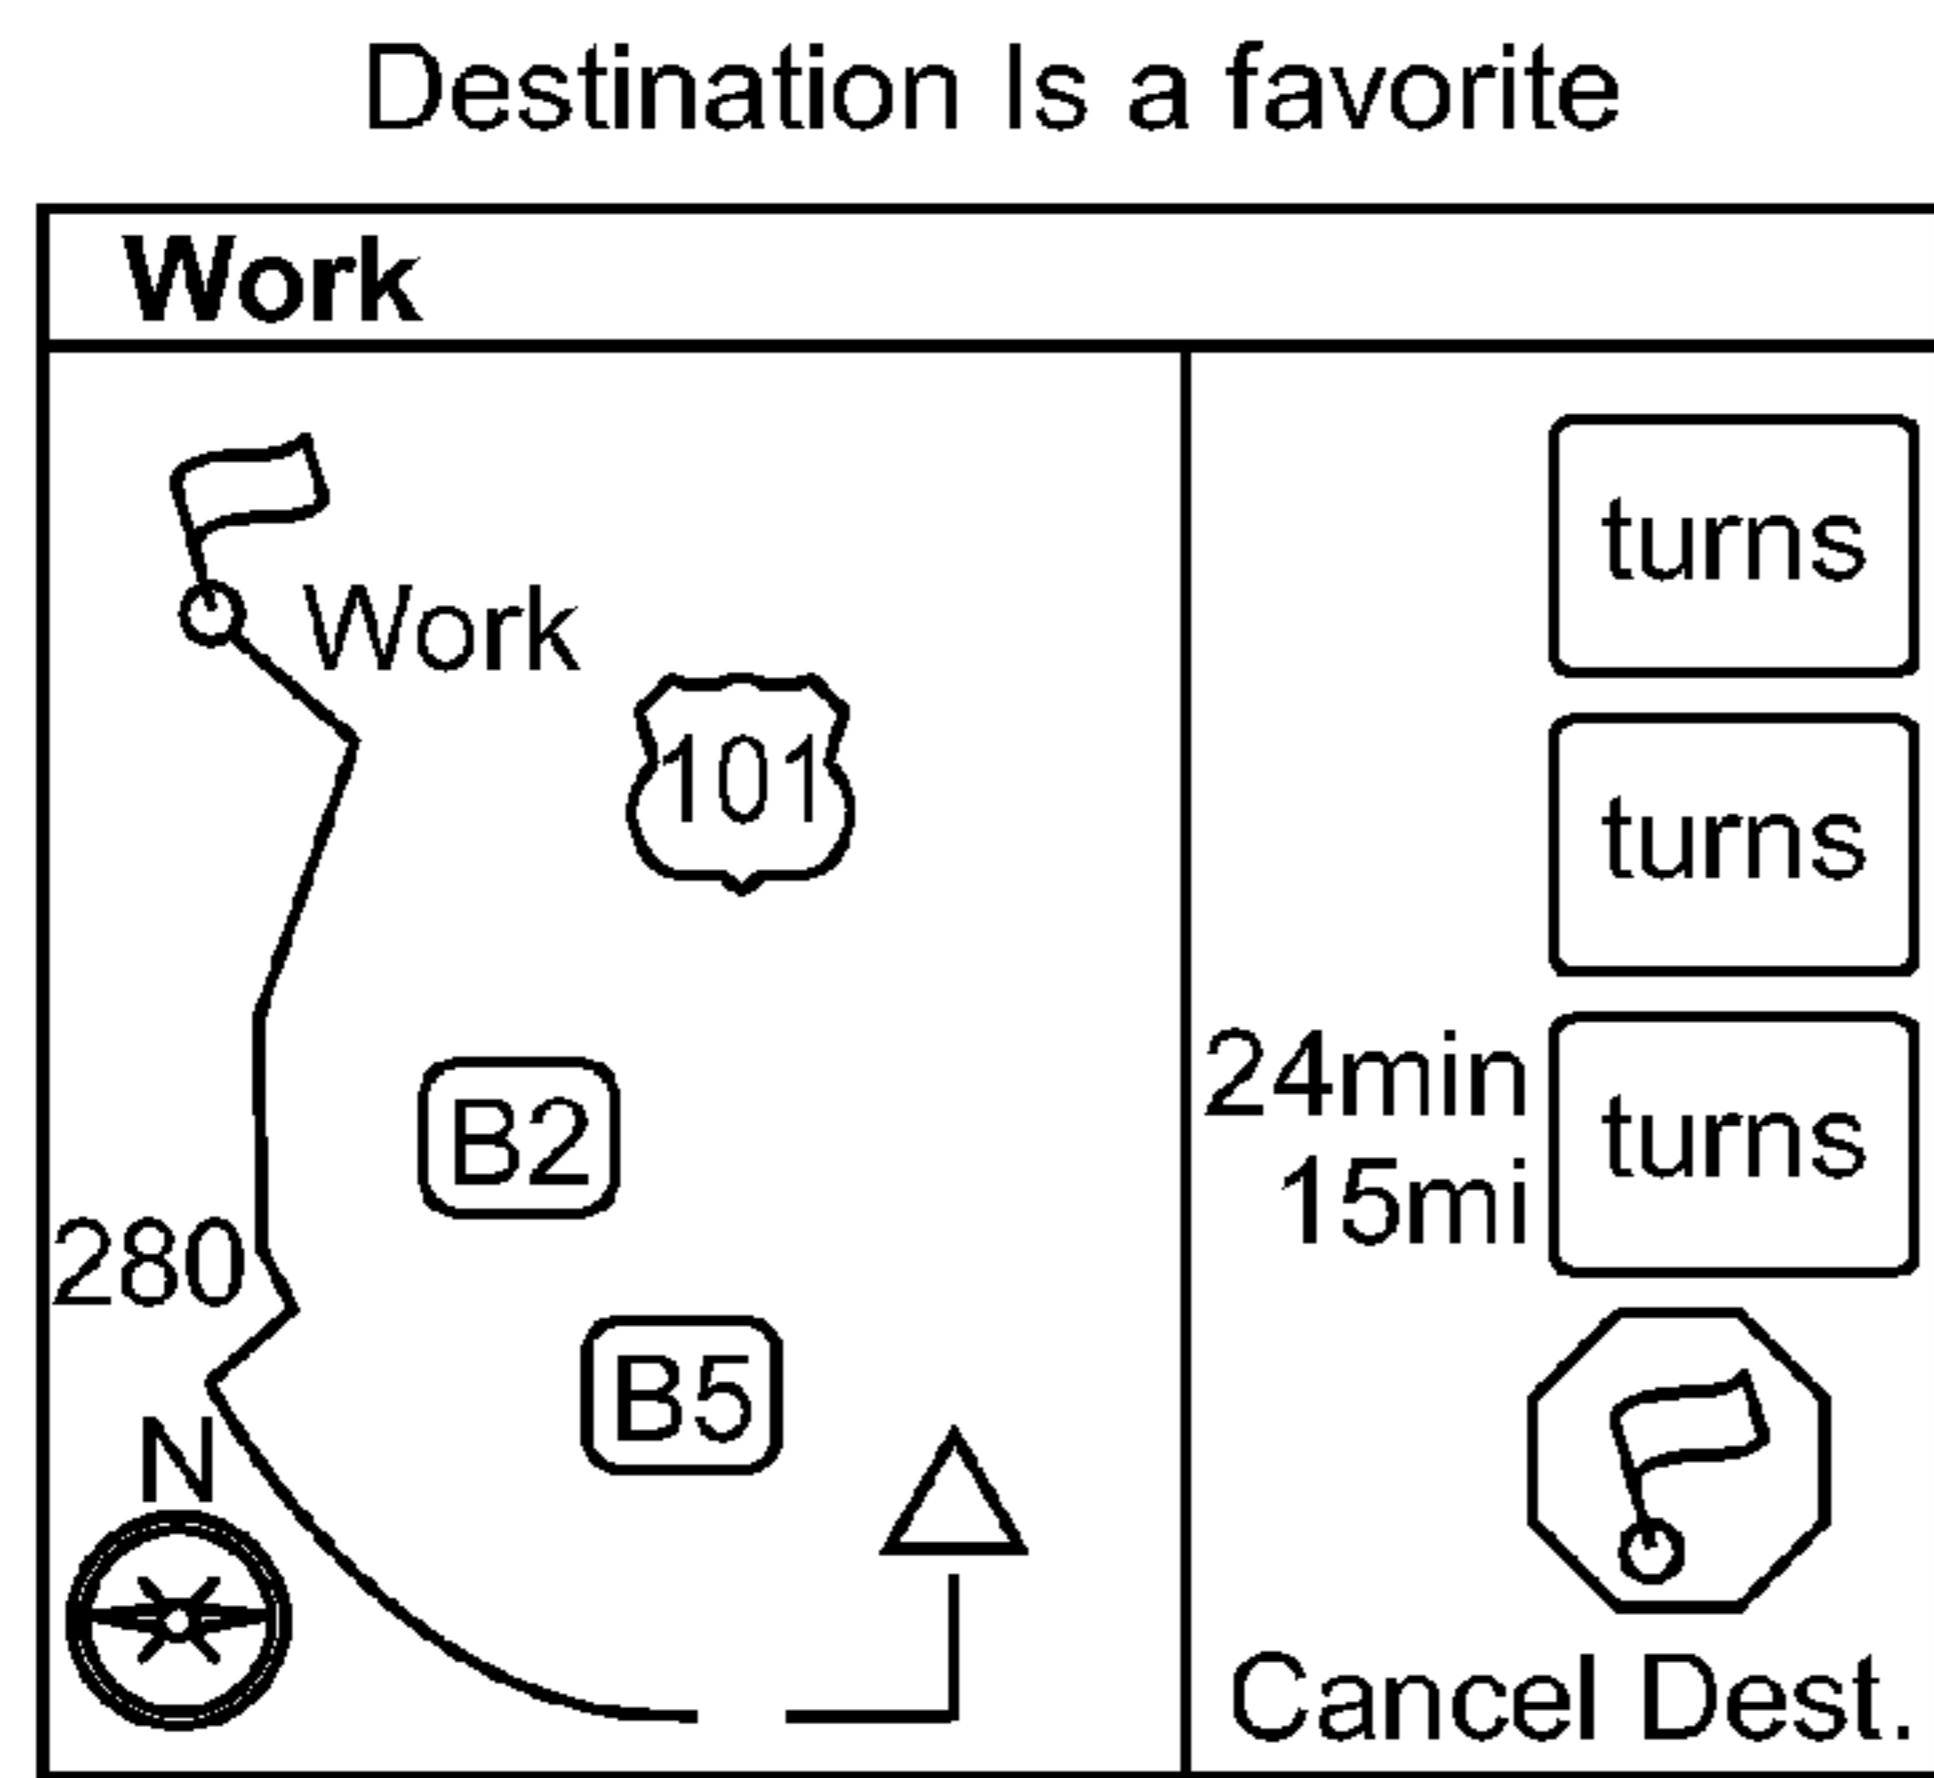 Destination Is a favorite
Work
Work
101
B2
280
B5
N
turns
turns
24min
15mi
turns
Cancel Dest.